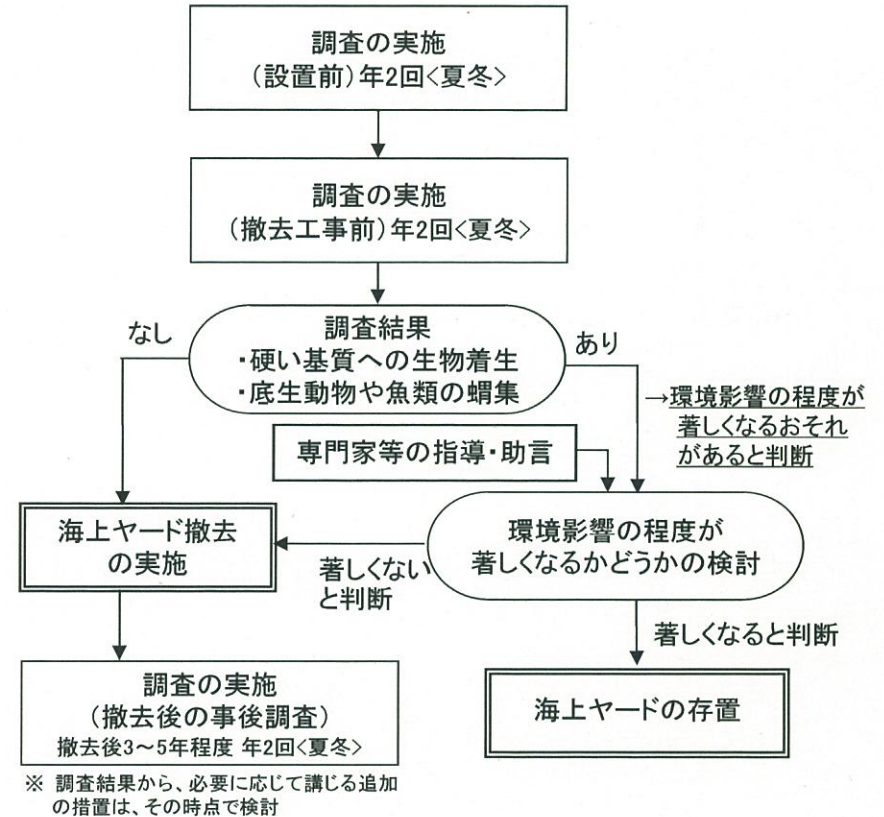 調査の実施
(設置前)年2回<夏冬>
調査の実施
(撤去工事前)年2回<夏冬>
調査結果
・硬い基質への生物着生
・底生動物や魚類の蝟集
なし
あり
→環境影響の程度が
著しくなるおそれ
があると判断
専門家等の指導・助言
環境影響の程度が
著しくなるかどうかの検討
海上ヤード撤去
の実施
著しくない
と判断
著しくなると判断
調査の実施
(撤去後の事後調査)
撤去後3～5年程度 年2回<夏冬>
海上ヤードの存置
※ 調査結果から、必要に応じて講じる追加
の措置は、その時点で検討